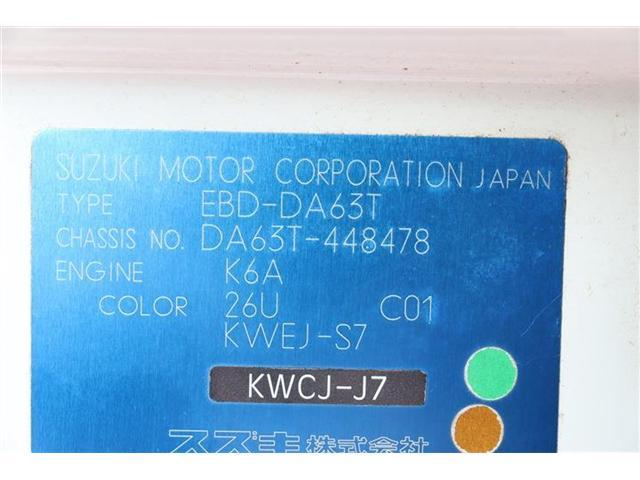 SUZUKI MOTOR CORPORATION JAPAN
TYPE EBD-DA63T
CHASSIS NO. DA63T-448478
ENGINE K6A
COLOR 26U C01
KWEJ-S7
KWCJ-J7
スズキ株式会社